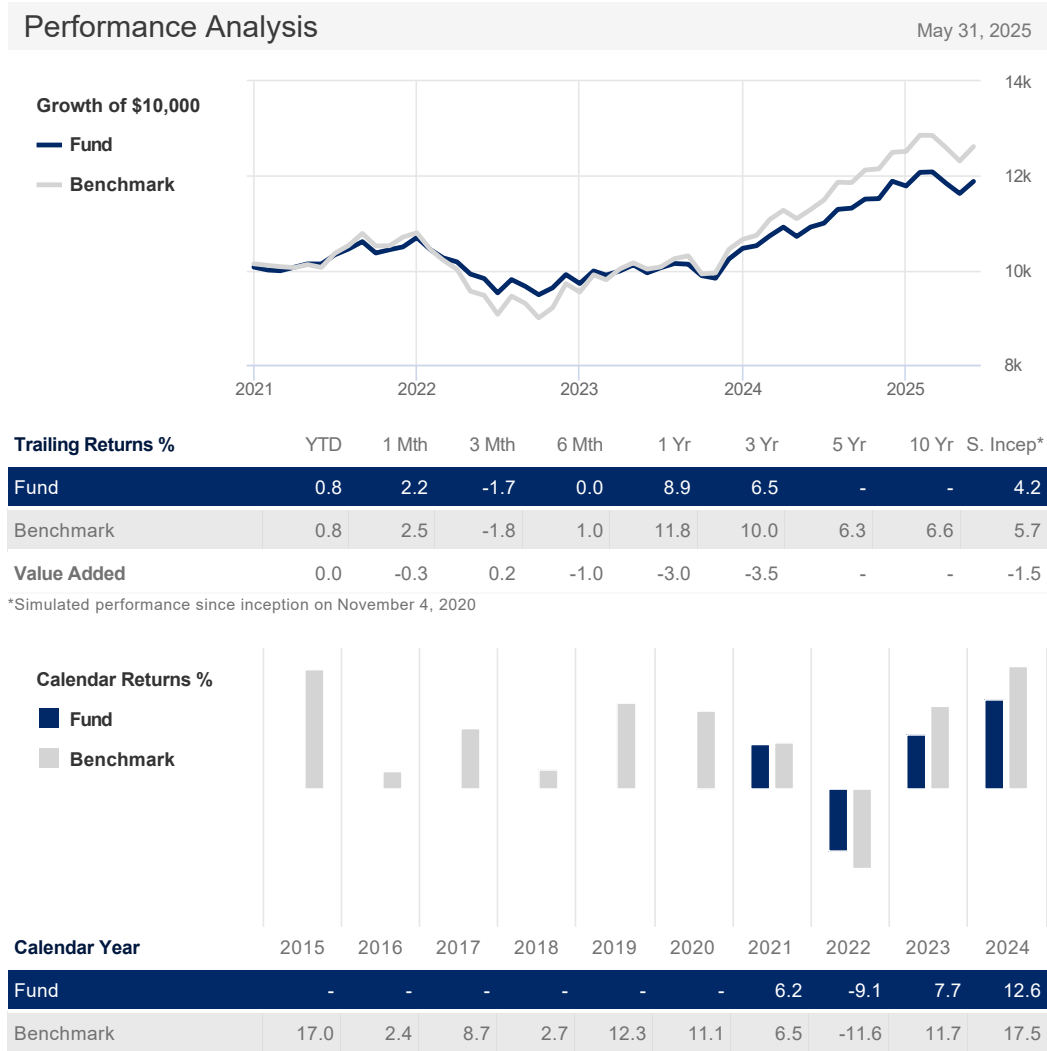 Performance Analysis May 31, 2025
14k
Growth of $10,000
Fund
Benchmark
12k
10k
8k
2021 2022 2023 2024 2025
Trailing Returns % YTD 1 Mth 3 Mth 6 Mth 1 Yr 3 Yr 5 Yr 10 Yr S. Incep*
Fund 0.8 2.2 -1.7 0.0 8.9 6.5 - - 4.2
Benchmark 0.8 2.5 -1.8 1.0 11.8 10.0 6.3 6.6 5.7
Value Added 0.0 -0.3 0.2 -1.0 -3.0 -3.5 - - -1.5
*Simulated performance since inception on November 4, 2020
Calendar Returns %
Fund
Benchmark
Calendar Year 2015 2016 2017 2018 2019 2020 2021 2022 2023 2024
Fund - - - - - - 6.2 -9.1 7.7 12.6
Benchmark 17.0 2.4 8.7 2.7 12.3 11.1 6.5 -11.6 11.7 17.5